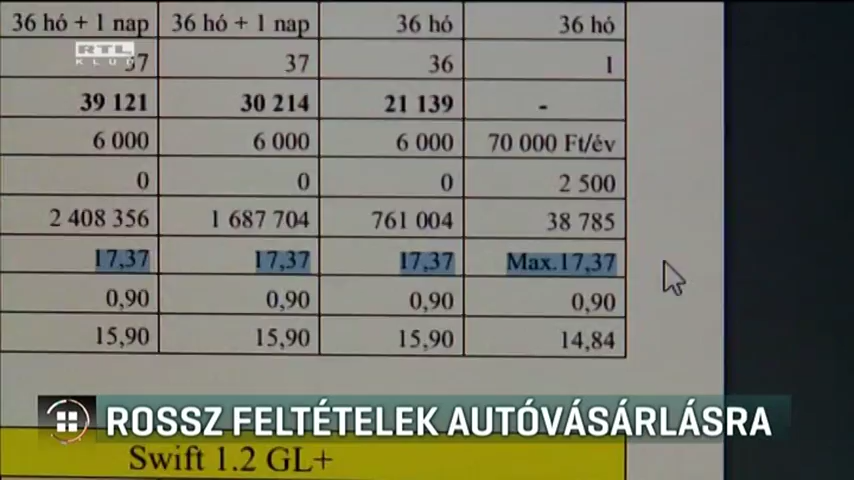 36 hó + 1 nap 36 hó + 1 nap 36 hó 36 hó
RTL
KLUB
37 37 36 1
39 121 30 214 21 139 -
6 000 6 000 6 000 70 000 Ft/év
0 0 0 2 500
2 408 356 1 687 704 761 004 38 785
17,37 17,37 17,37 Max.17,37
0,90 0,90 0,90 0,90
15,90 15,90 15,90 14,84
ROSSZ FELTÉTELEK AUTÓVÁSÁRLÁSRA
Swift 1.2 GL+